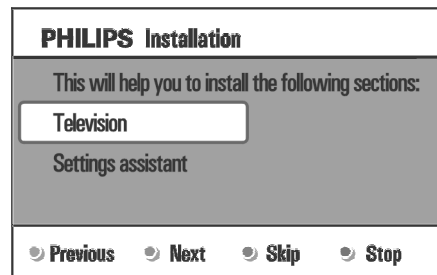 PHILIPS Installation
This will help you to install the following sections:
Television
Settings assistant
Previous Next Skip Stop